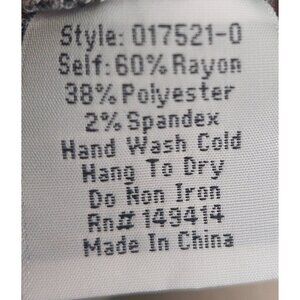 Style: 017521-0
Self: 60% Rayon
38% Polyester
2% Spandex
Hand Wash Cold
Hang To Dry
Do Non Iron
Rn# 149414
Made In China